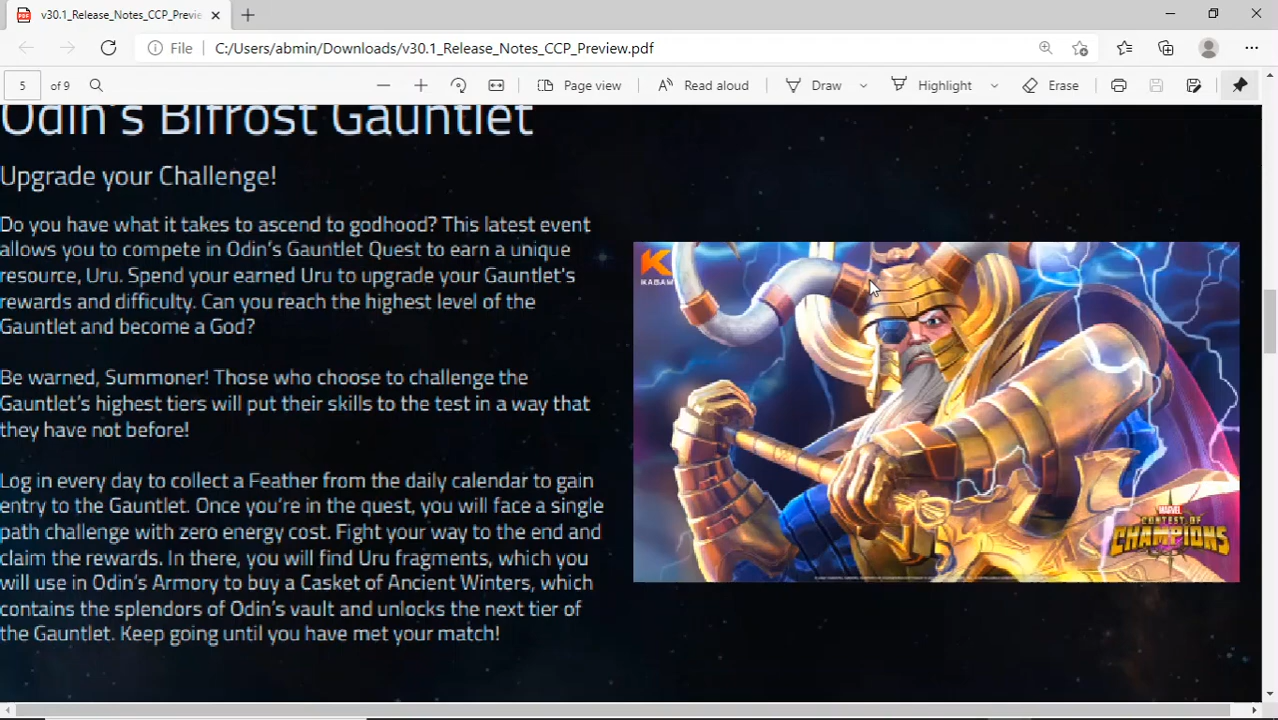 v30.1_Release_Notes_CCP_Previe
File
C:/Users/abmin/Downloads/v30.1_Release_Notes_CCP_Preview.pdf
5 of 9
Page view
Read aloud
Draw
Highlight
Erase
Odin's Bifrost Gauntlet
Upgrade your Challenge!
Do you have what it takes to ascend to godhood? This latest event
allows you to compete in Odin's Gauntlet Quest to earn a unique
resource, Uru. Spend your earned Uru to upgrade your Gauntlet's
rewards and difficulty. Can you reach the highest level of the
Gauntlet and become a God?
Be warned, Summoner! Those who choose to challenge the
Gauntlet's highest tiers will put their skills to the test in a way that
they have not before!
Log in every day to collect a Feather from the daily calendar to gain
entry to the Gauntlet. Once you're in the quest, you will face a single
path challenge with zero energy cost. Fight your way to the end and
claim the rewards. In there, you will find Uru fragments, which you
will use in Odin's Armory to buy a Casket of Ancient Winters, which
contains the splendors of Odin's vault and unlocks the next tier of
the Gauntlet. Keep going until you have met your match!
KABAM
MARVEL
CONTEST OF
CHAMPIONS